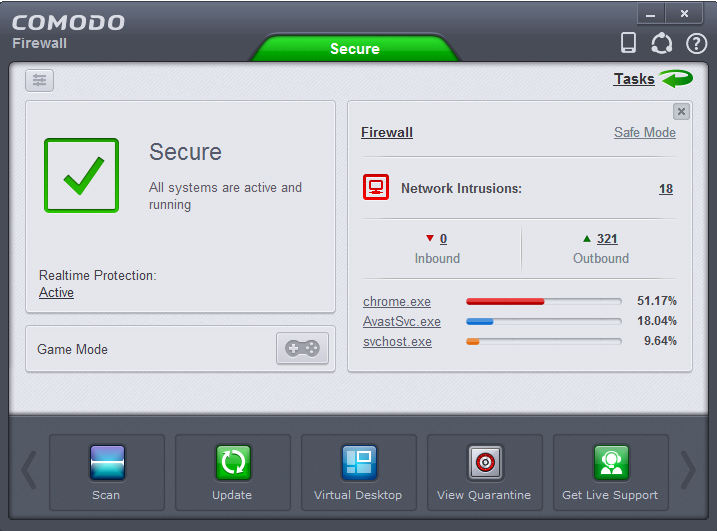 COMODO
Firewall
Secure
?
Tasks
Secure
All systems are active and
running
Realtime Protection:
Active
Game Mode
Firewall
Safe Mode
Network Intrusions:
18
0
321
Inbound
Outbound
chrome.exe
51.17%
AvastSvc.exe
18.04%
svchost.exe
9.64%
Scan
Update
Virtual Desktop
View Quarantine
Get Live Support